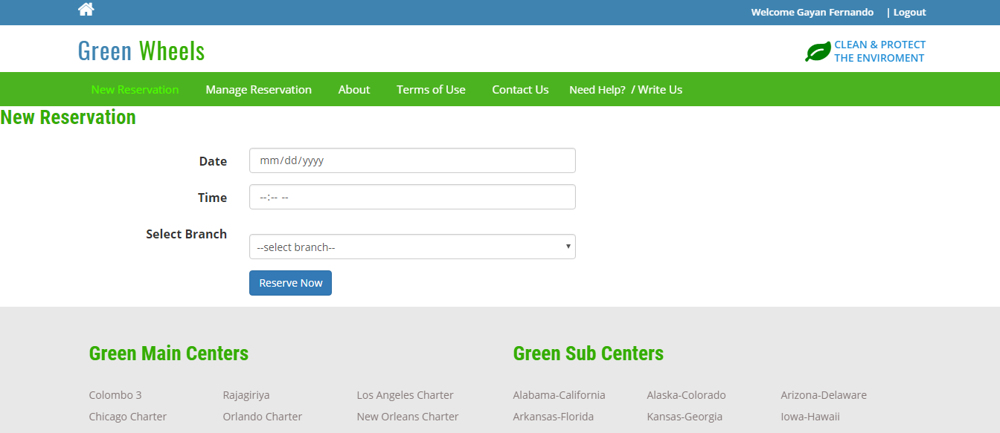 Welcome Gayan Fernando | Logout
Green Wheels
CLEAN & PROTECT
THE ENVIROMENT
New Reservation Manage Reservation About Terms of Use Contact Us Need Help? / Write Us
New Reservation
Date mm/dd/yyyy
Time --:-- --
Select Branch
--select branch--
Reserve Now
Green Main Centers Green Sub Centers
Colombo 3 Rajagiriya Los Angeles Charter Alabama-California Alaska-Colorado Arizona-Delaware
Chicago Charter Orlando Charter New Orleans Charter Arkansas-Florida Kansas-Georgia Iowa-Hawaii